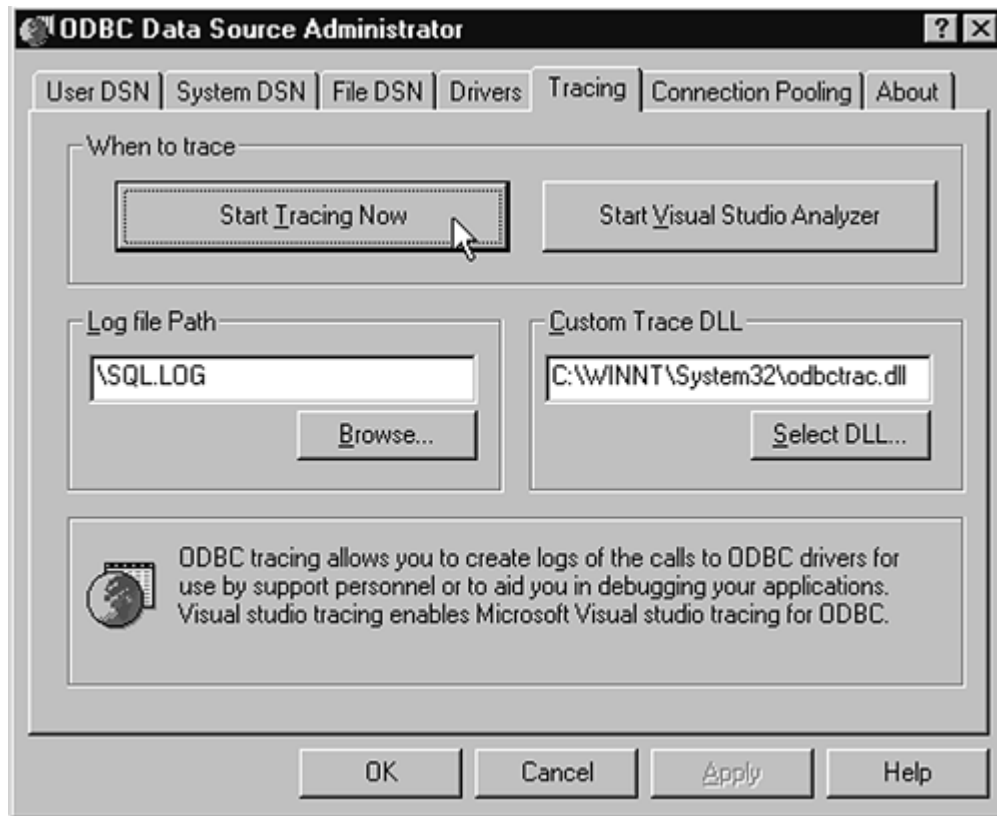 ODBC Data Source Administrator
User DSN System DSN File DSN Drivers Tracing Connection Pooling About
When to trace
Start Tracing Now Start Visual Studio Analyzer
Log file Path Custom Trace DLL
\SQL.LOG C:\WINNT\System32\odbctrac.dll
Browse... Select DLL...
ODBC tracing allows you to create logs of the calls to ODBC drivers for
use by support personnel or to aid you in debugging your applications.
Visual studio tracing enables Microsoft Visual studio tracing for ODBC.
OK Cancel Apply Help